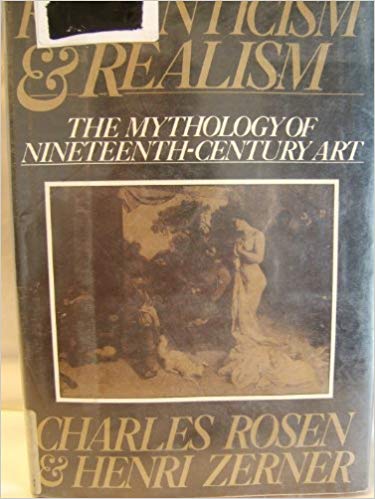 & REALISM
THE MYTHOLOGY OF
NINETEENTH-CENTURY ART
CHARLES ROSEN
& HENRI ZERNER